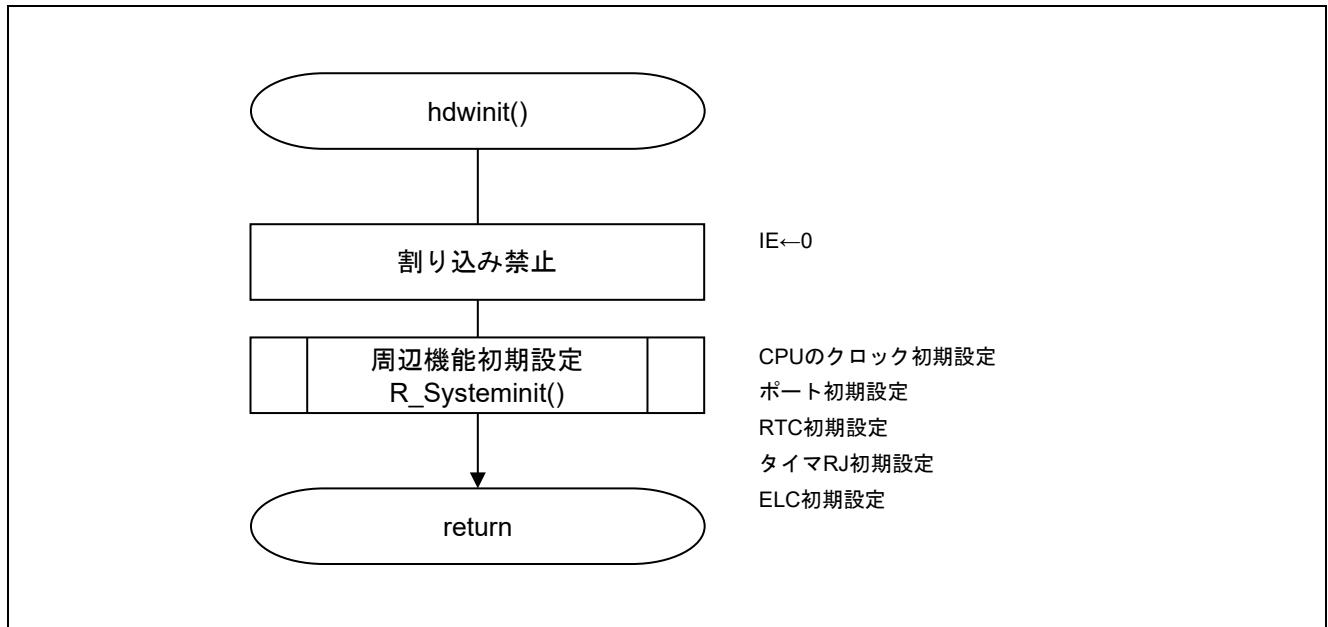 hdwinit()
割り込み禁止
IE←0
周辺機能初期設定
R_Systeminit()
CPUのクロック初期設定
ポート初期設定
RTC初期設定
タイマRJ初期設定
ELC初期設定
return